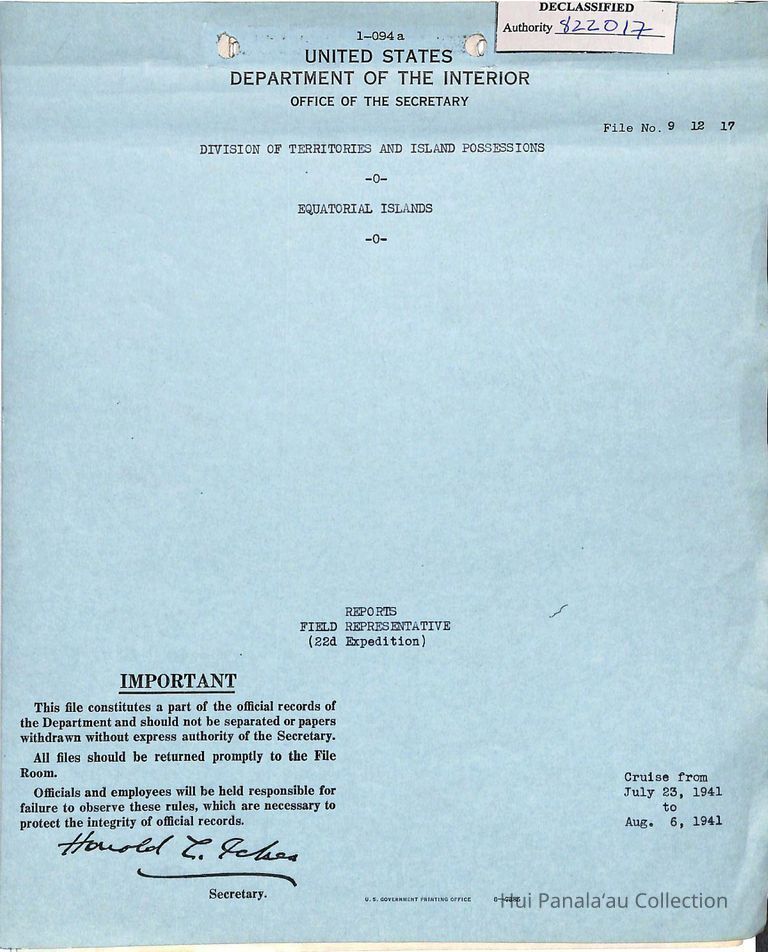 DECLASSIFIED
Authority 822017
1-094a
UNITED STATES
DEPARTMENT OF THE INTERIOR
OFFICE OF THE SECRETARY
File No. 9 12 17
DIVISION OF TERRITORIES AND ISLAND POSSESSIONS
-0-
EQUATORIAL ISLANDS
-0-
REPORTS
FIELD REPRESENTATIVE
(22d Expedition)
IMPORTANT
This file constitutes a part of the official records of
the Department and should not be separated or papers
withdrawn without express authority of the Secretary.
All files should be returned promptly to the File
Room.
Officials and employees will be held responsible for
failure to observe these rules, which are necessary to
protect the integrity of official records.
Harold L. Ickes
Secretary.
Cruise from
July 23, 1941
to
Aug. 6, 1941
U. S. GOVERNMENT PRINTING OFFICE
Hui Panalaʻau Collection